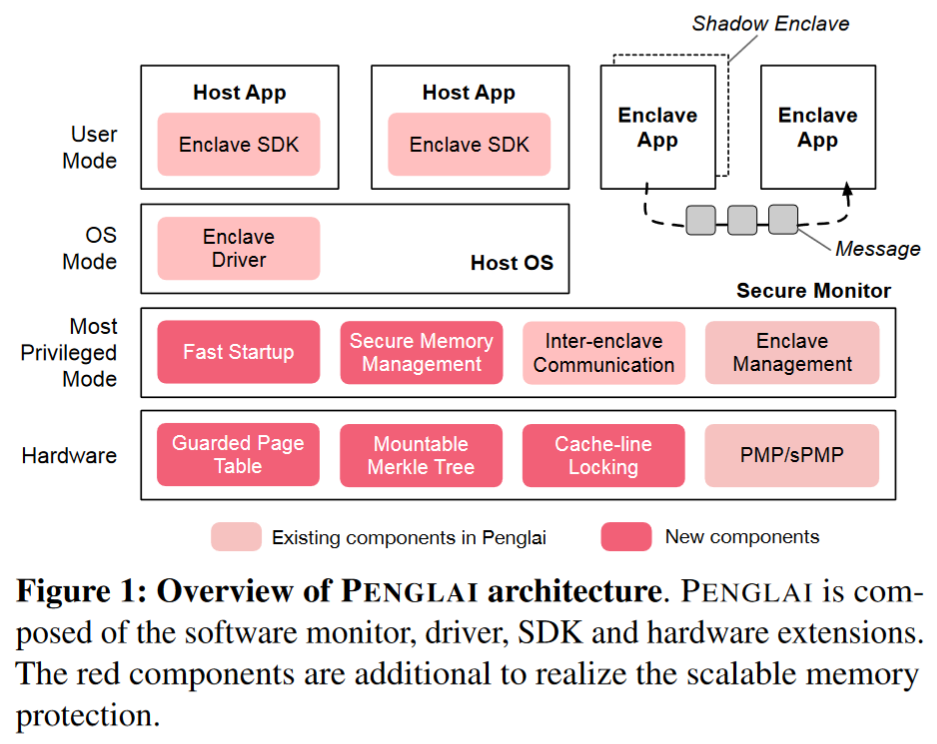 Shadow Enclave
Host App
Enclave SDK
Host App
Enclave SDK
Enclave
App
Enclave
App
User
Mode
OS
Mode
Enclave
Driver
Host OS
Message
Secure Monitor
Most
Privileged
Mode
Fast Startup
Secure Memory
Management
Inter-enclave
Communication
Enclave
Management
Hardware
Guarded Page
Table
Mountable
Merkle Tree
Cache-line
Locking
PMP/sPMP
Existing components in Penglai
New components
Figure 1: Overview of PENGLAI architecture. PENGLAI is com-
posed of the software monitor, driver, SDK and hardware extensions.
The red components are additional to realize the scalable memory
protection.